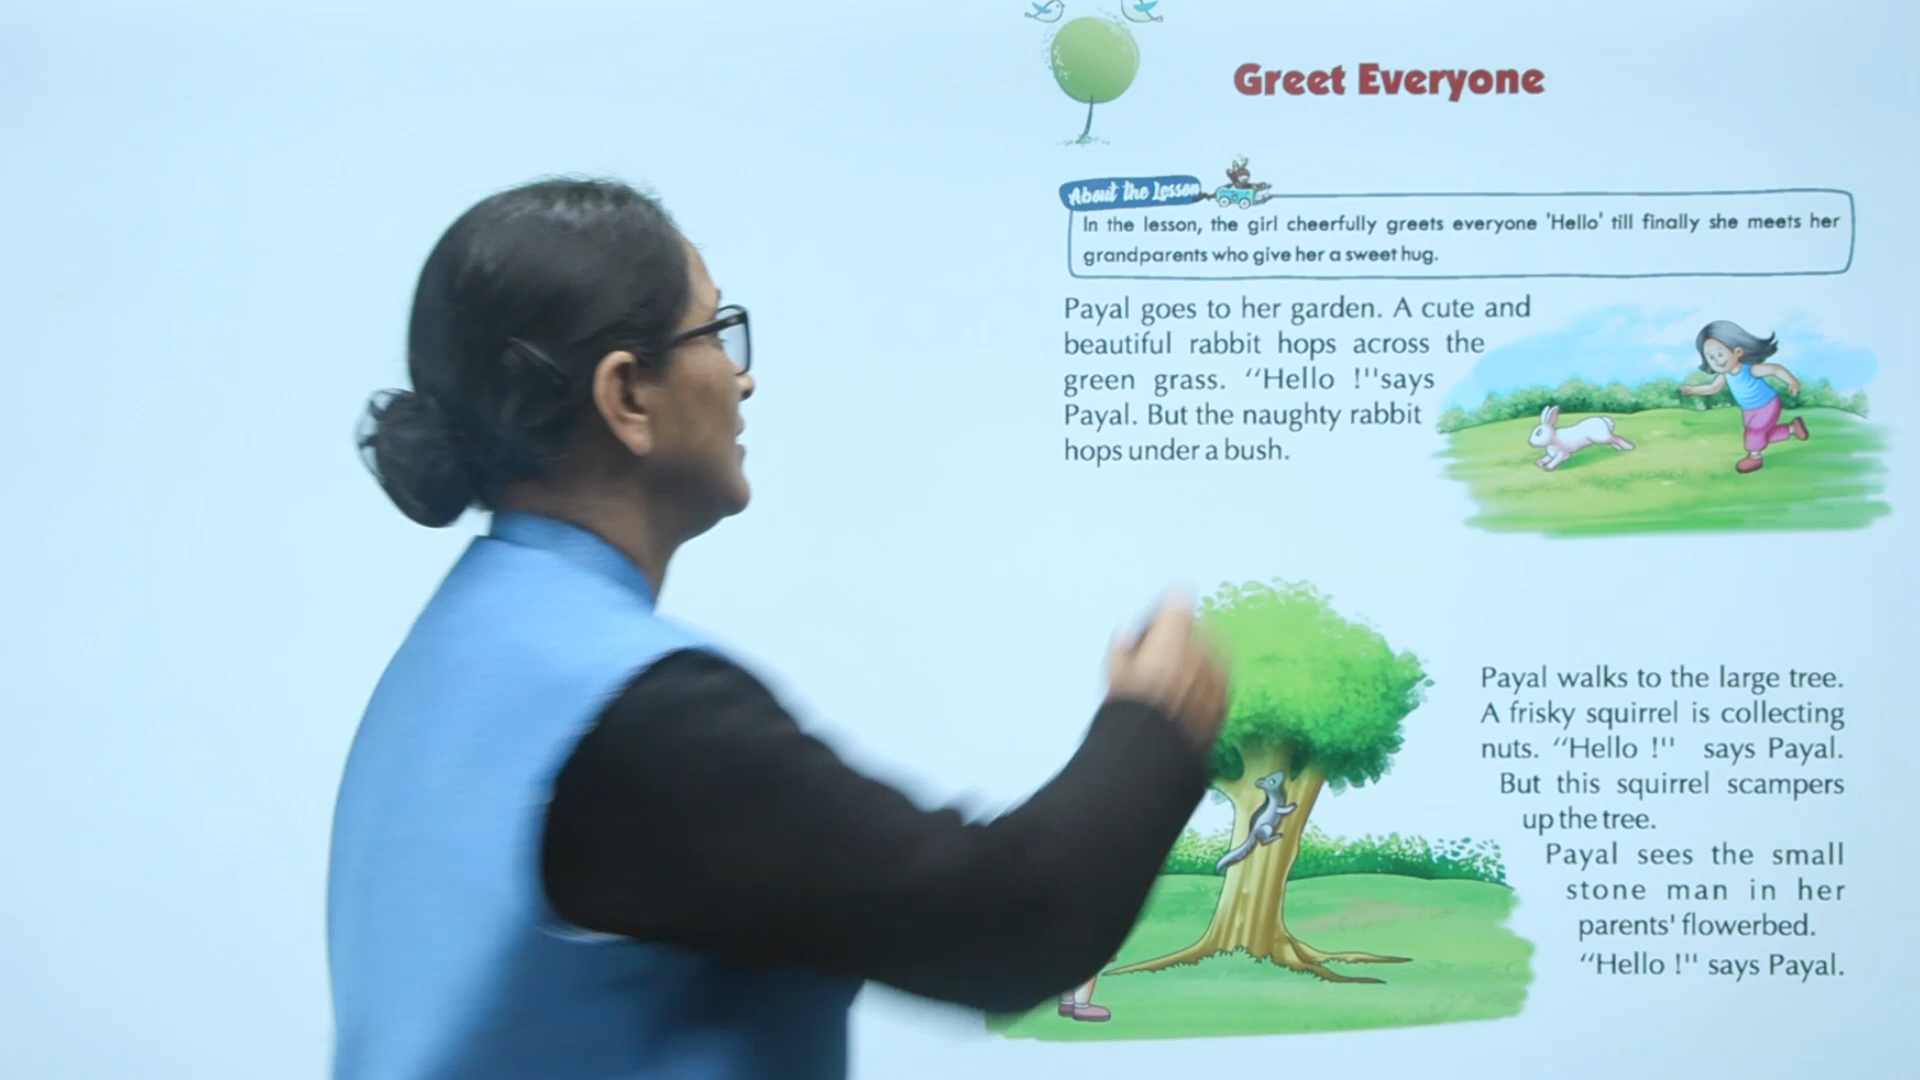 Greet Everyone
About the Lesson
In the lesson, the girl cheerfully greets everyone 'Hello' till finally she meets her
grandparents who give her a sweet hug.
Payal goes to her garden. A cute and
beautiful rabbit hops across the
green grass. “Hello !"says
Payal. But the naughty rabbit
hops under a bush.
Payal walks to the large tree.
A frisky squirrel is collecting
nuts. “Hello !" says Payal.
But this squirrel scampers
up the tree.
Payal sees the small
stone man in her
parents' flowerbed.
“Hello !" says Payal.